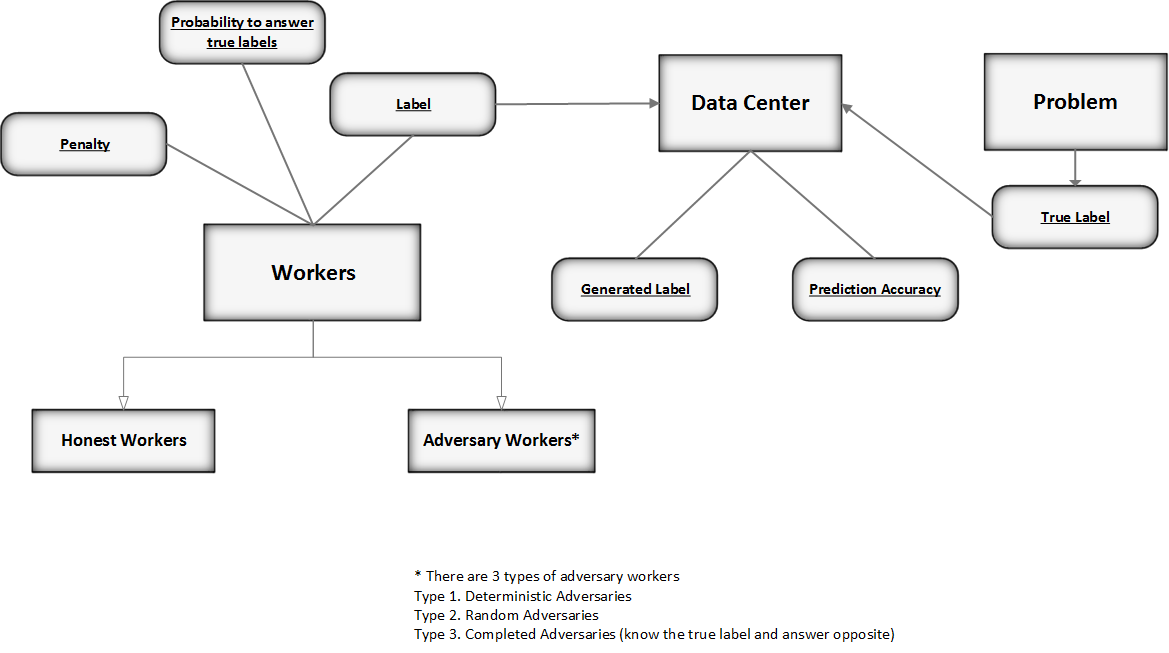 Probability to answer
true labels
Label
Penalty
Data Center
Problem
True Label
Workers
Generated Label
Prediction Accuracy
Honest Workers
Adversary Workers*
* There are 3 types of adversary workers
Type 1. Deterministic Adversaries
Type 2. Random Adversaries
Type 3. Completed Adversaries (know the true label and answer opposite)